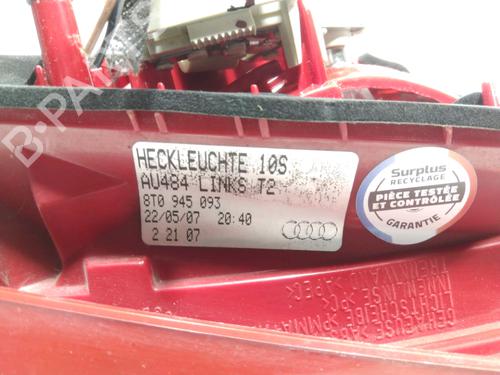 B-PARTS
HECKLEUCHTE 10S
AU484 LINKS T2
8T0 945 093
22/05/07 20:40
2 21 07
Surplus
RECYCLAGE
PIÈCE TESTÉE
ET CONTRÔLÉE
GARANTIE